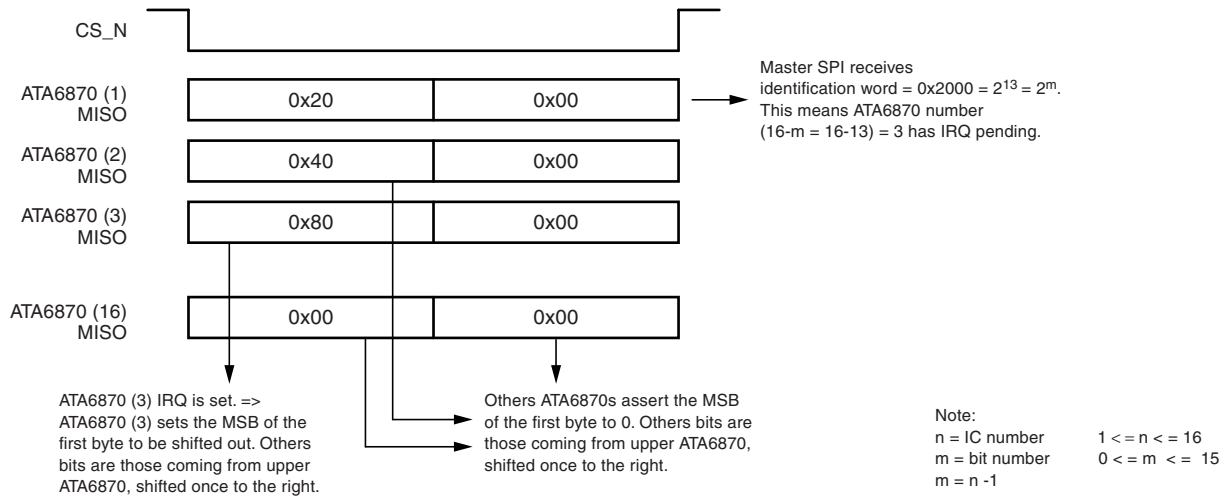 CS_N
ATA6870 (1)
MISO
0x20
0x00
Master SPI receives
identification word = 0x2000 = 2¹³ = 2ᵐ.
This means ATA6870 number
(16-m = 16-13) = 3 has IRQ pending.
ATA6870 (2)
MISO
0x40
0x00
ATA6870 (3)
MISO
0x80
0x00
ATA6870 (16)
MISO
0x00
0x00
ATA6870 (3) IRQ is set. =>
ATA6870 (3) sets the MSB of the
first byte to be shifted out. Others
bits are those coming from upper
ATA6870, shifted once to the right.
Others ATA6870s assert the MSB
of the first byte to 0. Others bits are
those coming from upper ATA6870,
shifted once to the right.
Note:
n = IC number 1 <= n <= 16
m = bit number 0 <= m <= 15
m = n -1